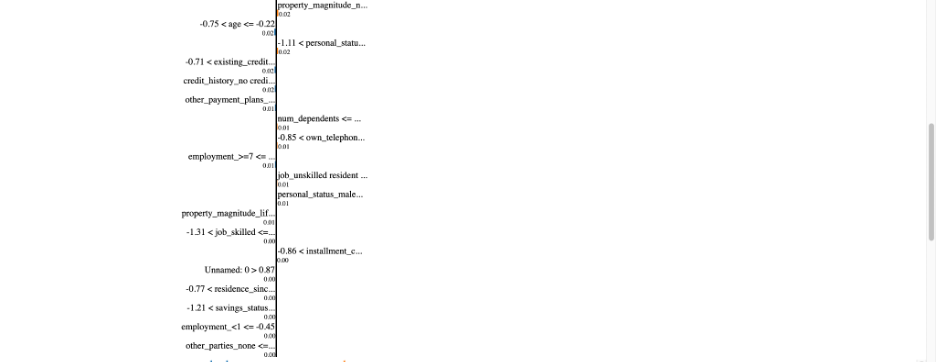 property_magnitude_n...
0.02
-0.75 < age <= -0.22
0.02
-1.11 < personal_statu...
0.02
-0.71 < existing_credit...
0.02
credit_history_no credi...
0.02
other_payment_plans_...
0.01
num_dependents <= ...
0.01
-0.85 < own_telephon...
0.01
employment_>=7 <= ...
0.01
job_unskilled resident ...
0.01
personal_status_male...
0.01
property_magnitude_lif...
0.01
-1.31 < job_skilled <=...
0.00
-0.86 < installment_c...
0.00
Unnamed: 0 > 0.87
0.00
-0.77 < residence_sinc...
0.00
-1.21 < savings_status...
0.00
employment_<1 <= -0.45
0.00
other_parties_none <=...
0.00